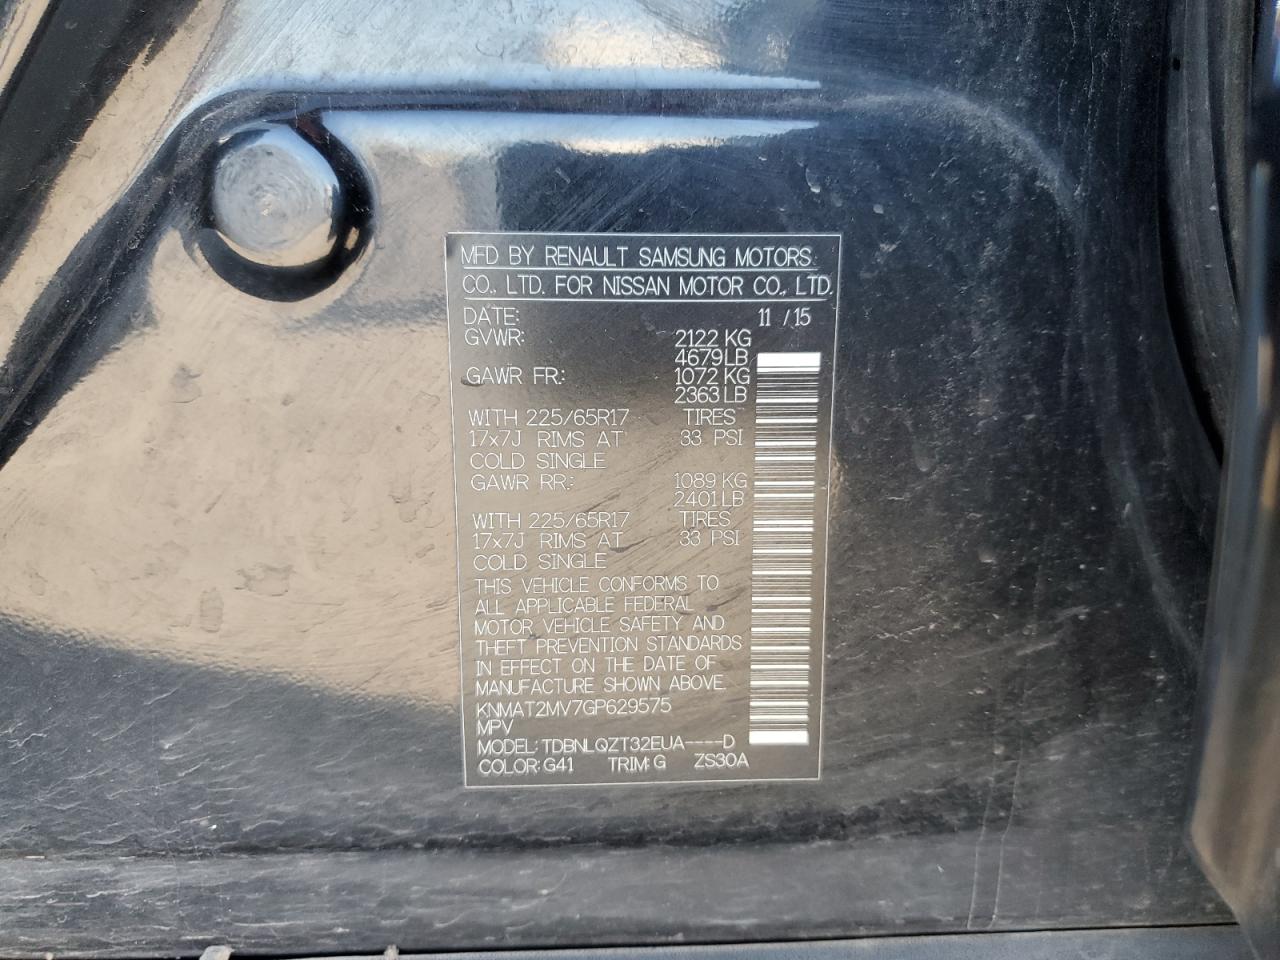 MFD BY RENAULT SAMSUNG MOTORS
CO., LTD. FOR NISSAN MOTOR CO., LTD.
DATE: 11 /15
GVWR: 2122 KG
4679LB
GAWR FR: 1072 KG
2363 LB
WITH 225/65R17 TIRES
17x7J RIMS AT 33 PSI
COLD SINGLE
GAWR RR: 1089 KG
2401LB
WITH 225/65R17 TIRES
17x7J RIMS AT 33 PSI
COLD SINGLE
THIS VEHICLE CONFORMS TO
ALL APPLICABLE FEDERAL
MOTOR VEHICLE SAFETY AND
THEFT PREVENTION STANDARDS
IN EFFECT ON THE DATE OF
MANUFACTURE SHOWN ABOVE.
KNMAT2MV7GP629575
MPV
MODEL: TDBNLQZT32EUA----D
COLOR: G41 TRIM: G ZS30A